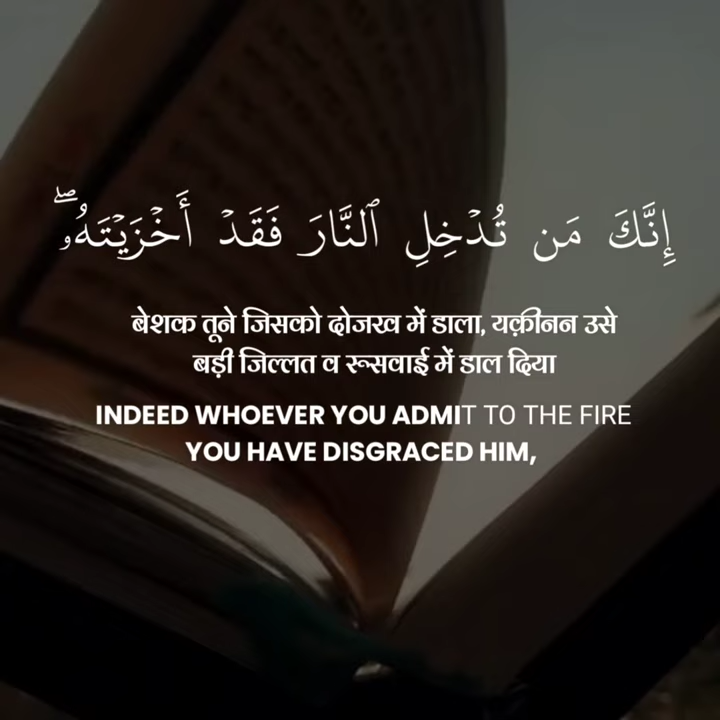 إِنَّكَ مَن تُدْخِلِ ٱلنَّارَ فَقَدْ أَخْزَيْتَهُۥ ۖ
बेशक तूने जिसको दोजख में डाला, यक़ीनन उसे
बड़ी जिल्लत व रूसवाई में डाल दिया
INDEED WHOEVER YOU ADMIT TO THE FIRE
YOU HAVE DISGRACED HIM,